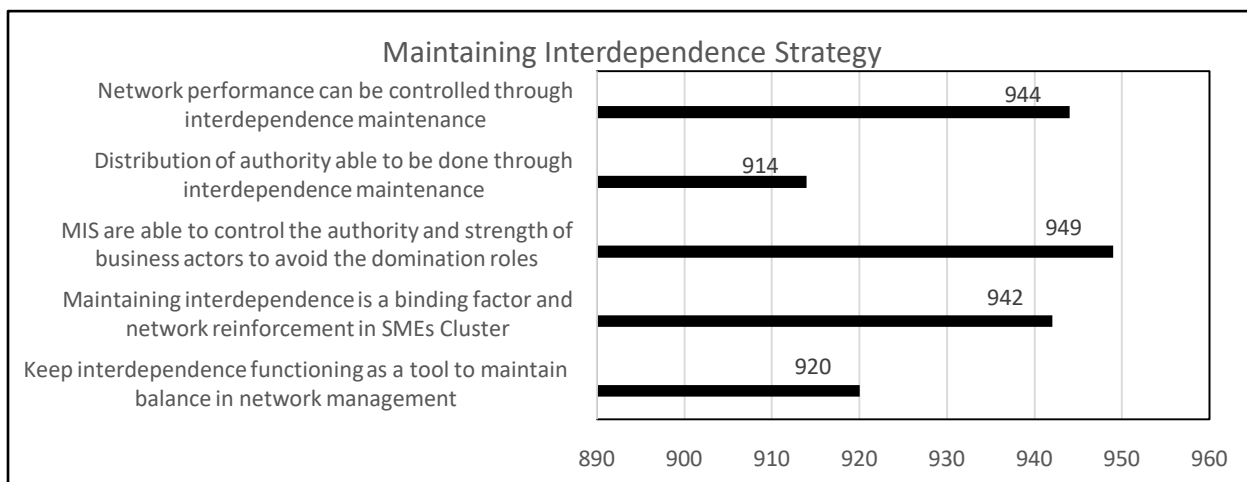 Maintaining Interdependence Strategy
Network performance can be controlled through
interdependence maintenance
944
Distribution of authority able to be done through
interdependence maintenance
914
MIS are able to control the authority and strength of
business actors to avoid the domination roles
949
Maintaining interdependence is a binding factor and
network reinforcement in SMEs Cluster
942
Keep interdependence functioning as a tool to maintain
balance in network management
920
890 900 910 920 930 940 950 960